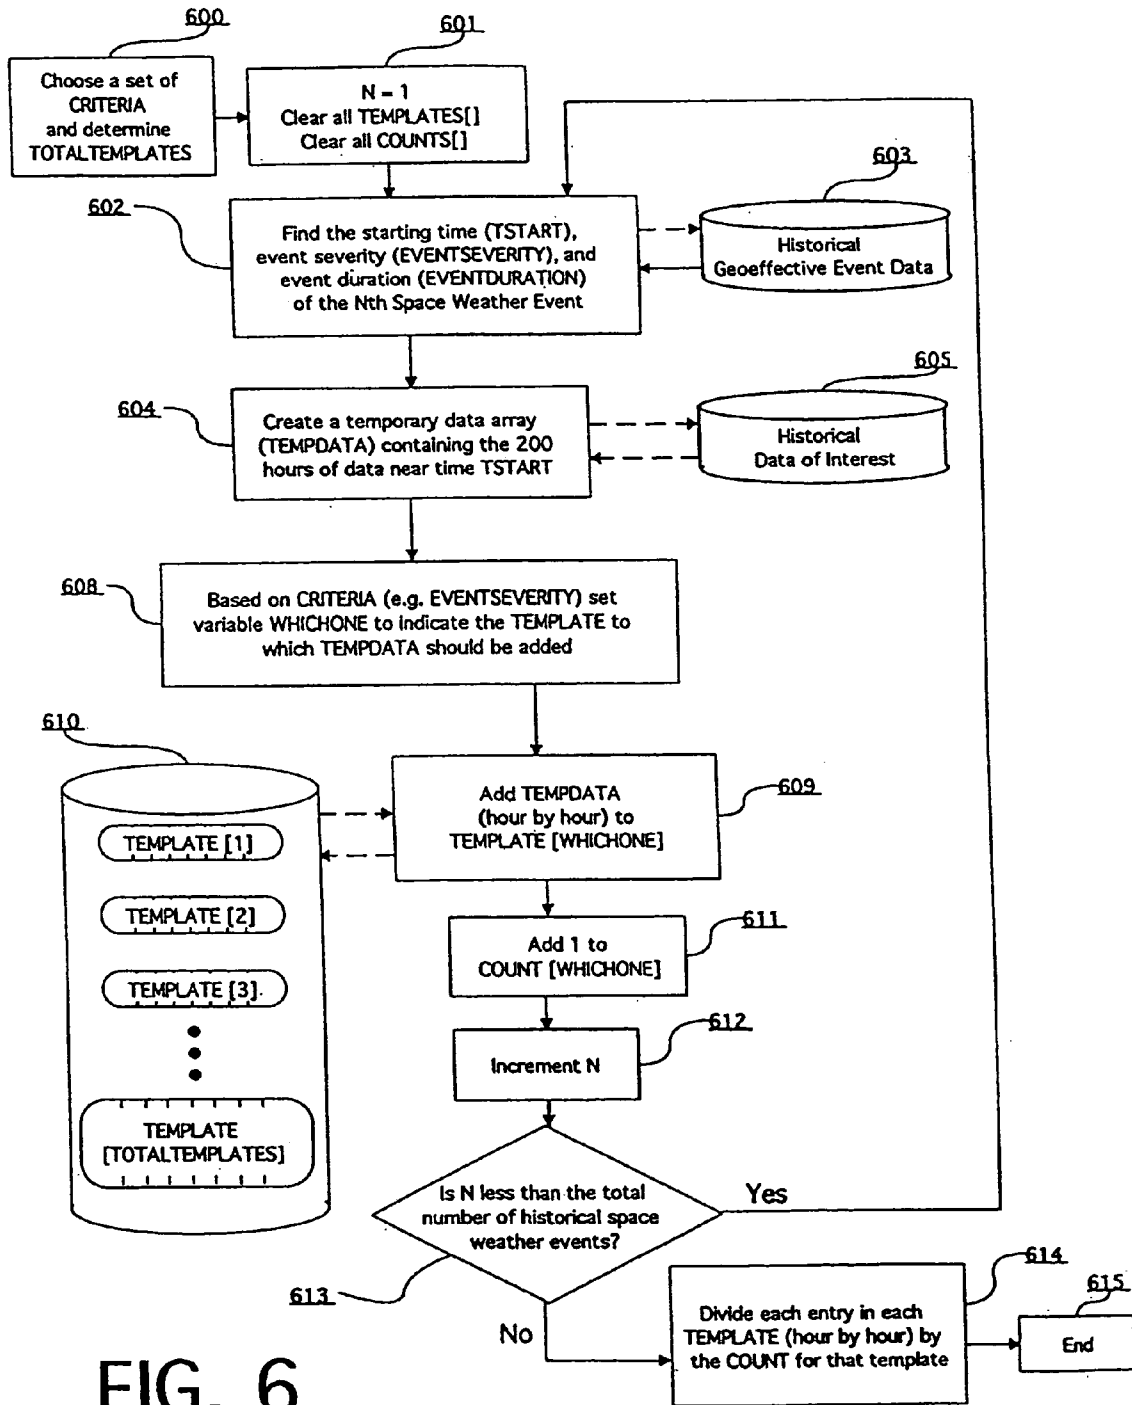 600
Choose a set of
CRITERIA
and determine
TOTALTEMPLATES
601
N = 1
Clear all TEMPLATES[]
Clear all COUNTS[]
602
Find the starting time (TSTART),
event severity (EVENTSEVERITY), and
event duration (EVENTDURATION)
of the Nth Space Weather Event
603
Historical
Geoeffective Event Data
604
Create a temporary data array
(TEMPDATA) containing the 200
hours of data near time TSTART
605
Historical
Data of Interest
608
Based on CRITERIA (e.g. EVENTSEVERITY) set
variable WHICHONE to indicate the TEMPLATE to
which TEMPDATA should be added
610
TEMPLATE [1]
TEMPLATE [2]
TEMPLATE [3]
TEMPLATE
[TOTALTEMPLATES]
Add TEMPDATA
(hour by hour) to
TEMPLATE [WHICHONE]
609
Add 1 to
COUNT [WHICHONE]
611
Increment N
612
Is N less than the total
number of historical space
weather events?
Yes
613
No
Divide each entry in each
TEMPLATE (hour by hour) by
the COUNT for that template
614
End
615
FIG. 6